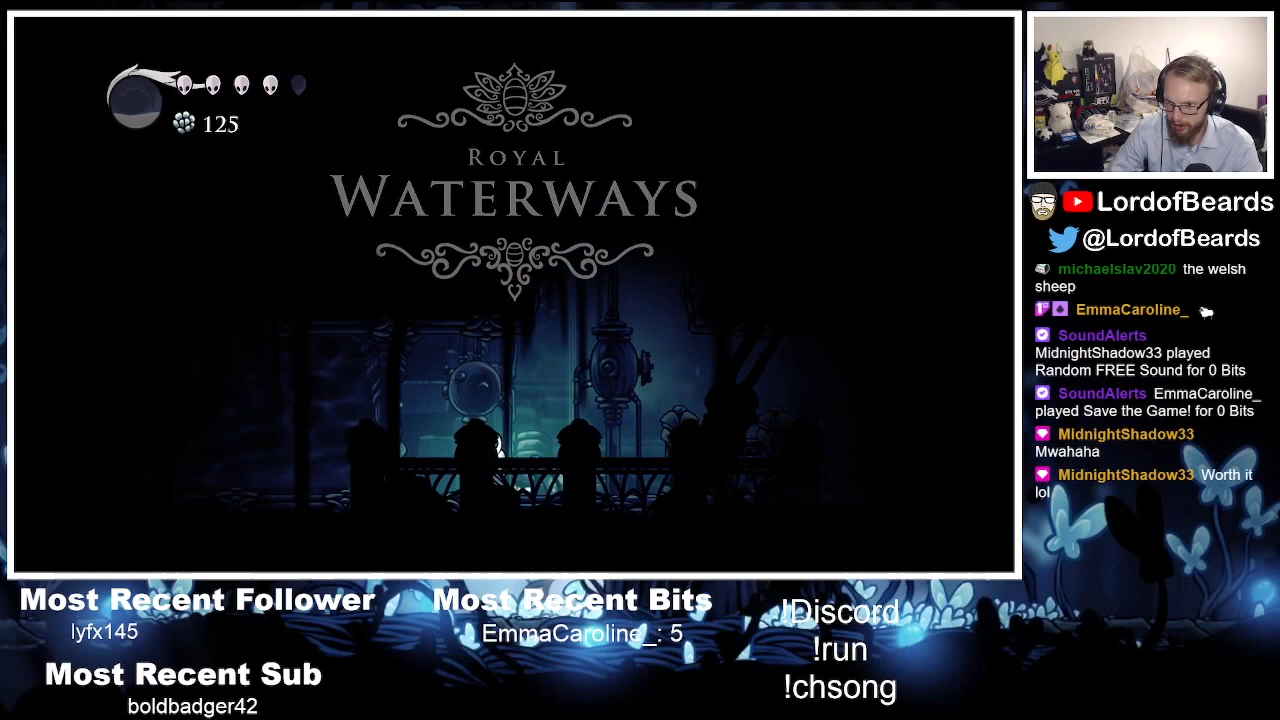 125
ROYAL
WATERWAYS
LordofBeards
@LordofBeards
michaelslav2020 the welsh
sheep
EmmaCaroline_
SoundAlerts
MidnightShadow33 played
Random FREE Sound for 0 Bits
SoundAlerts EmmaCaroline_
played Save the Game! for 0 Bits
MidnightShadow33
Mwahaha
MidnightShadow33 Worth it
lol
Most Recent Follower
lyfx145
Most Recent Bits
EmmaCaroline_: 5
Most Recent Sub
boldbadger42
!Discord
!run
!chsong